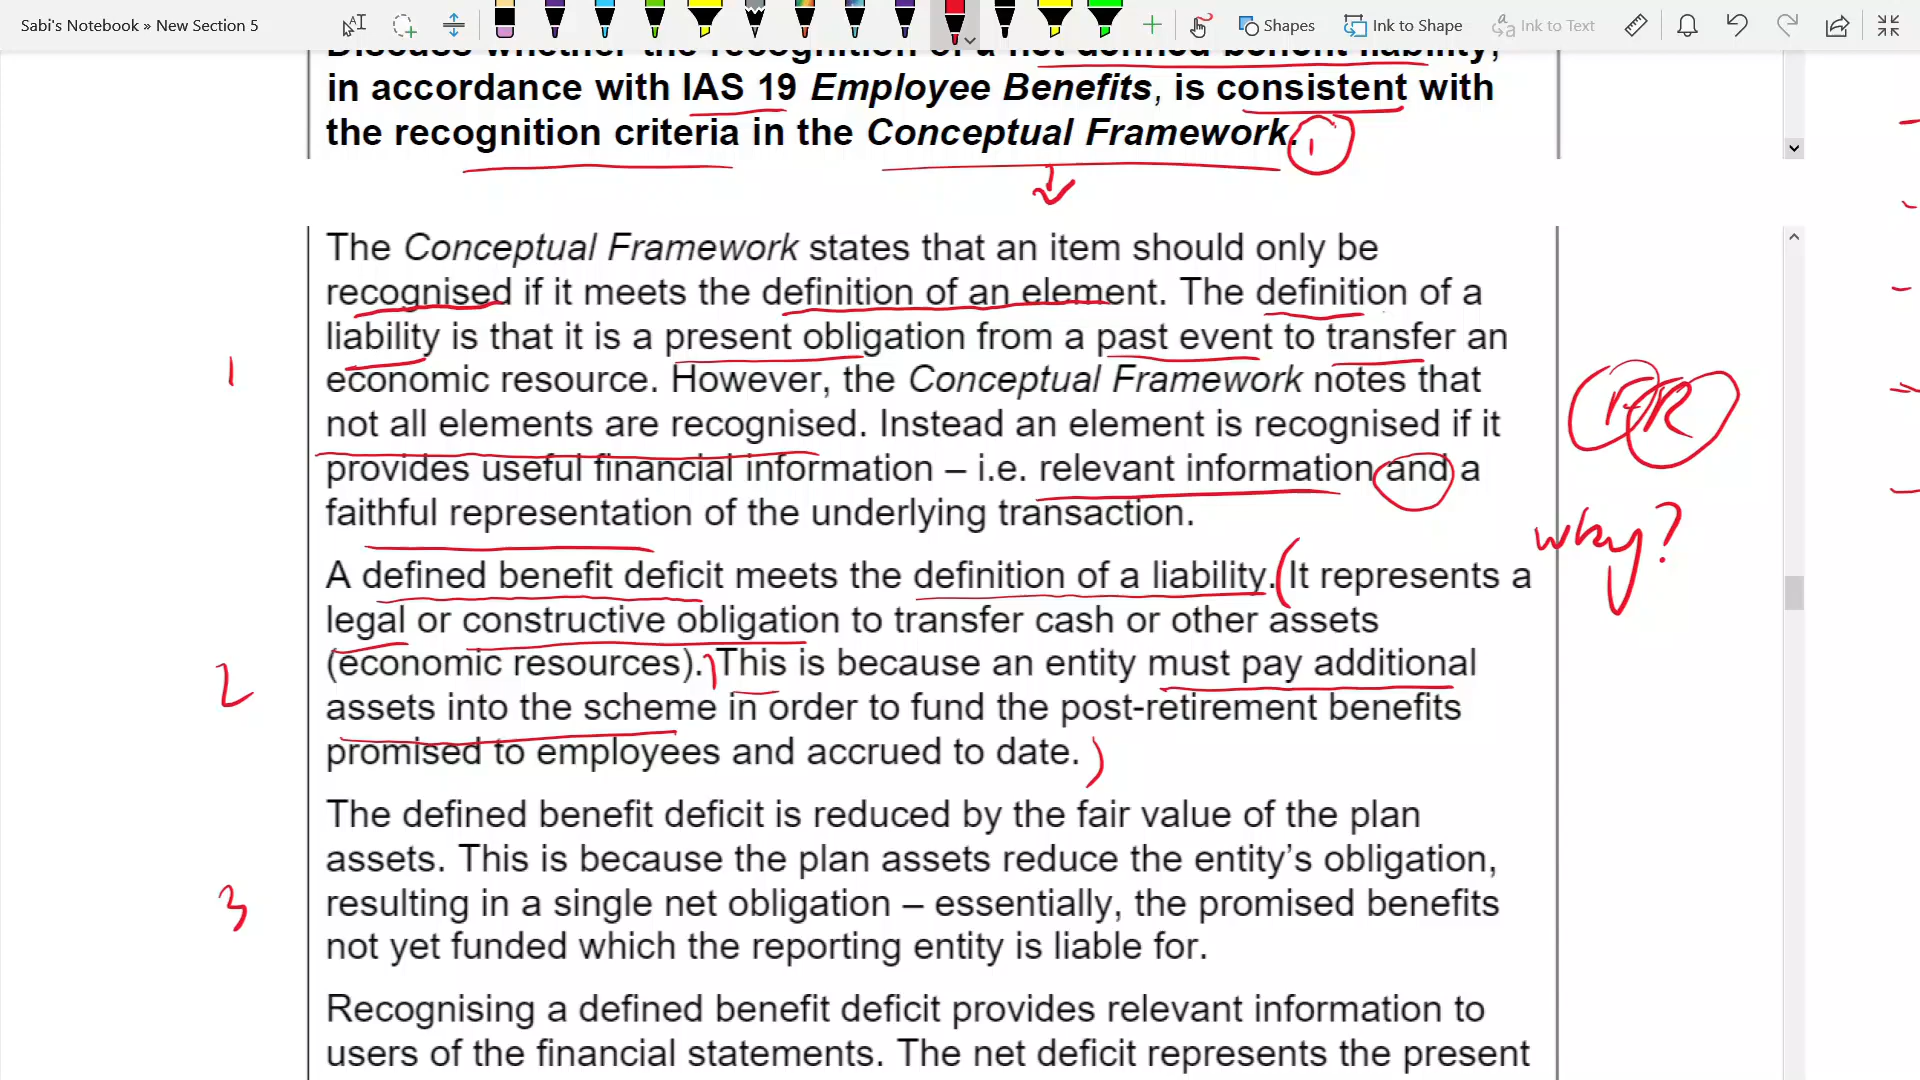 Sabi's Notebook » New Section 5
Shapes
Ink to Shape
Ink to Text
Discuss whether the recognition of a net defined benefit liability,
in accordance with IAS 19 Employee Benefits, is consistent with
the recognition criteria in the Conceptual Framework.
1
The Conceptual Framework states that an item should only be
recognised if it meets the definition of an element. The definition of a
liability is that it is a present obligation from a past event to transfer an
1
economic resource. However, the Conceptual Framework notes that
not all elements are recognised. Instead an element is recognised if it
provides useful financial information – i.e. relevant information and a
faithful representation of the underlying transaction.
why?
A defined benefit deficit meets the definition of a liability. It represents a
legal or constructive obligation to transfer cash or other assets
(economic resources). This is because an entity must pay additional
2
assets into the scheme in order to fund the post-retirement benefits
promised to employees and accrued to date.
The defined benefit deficit is reduced by the fair value of the plan
assets. This is because the plan assets reduce the entity's obligation,
3
resulting in a single net obligation – essentially, the promised benefits
not yet funded which the reporting entity is liable for.
Recognising a defined benefit deficit provides relevant information to
users of the financial statements. The net deficit represents the present